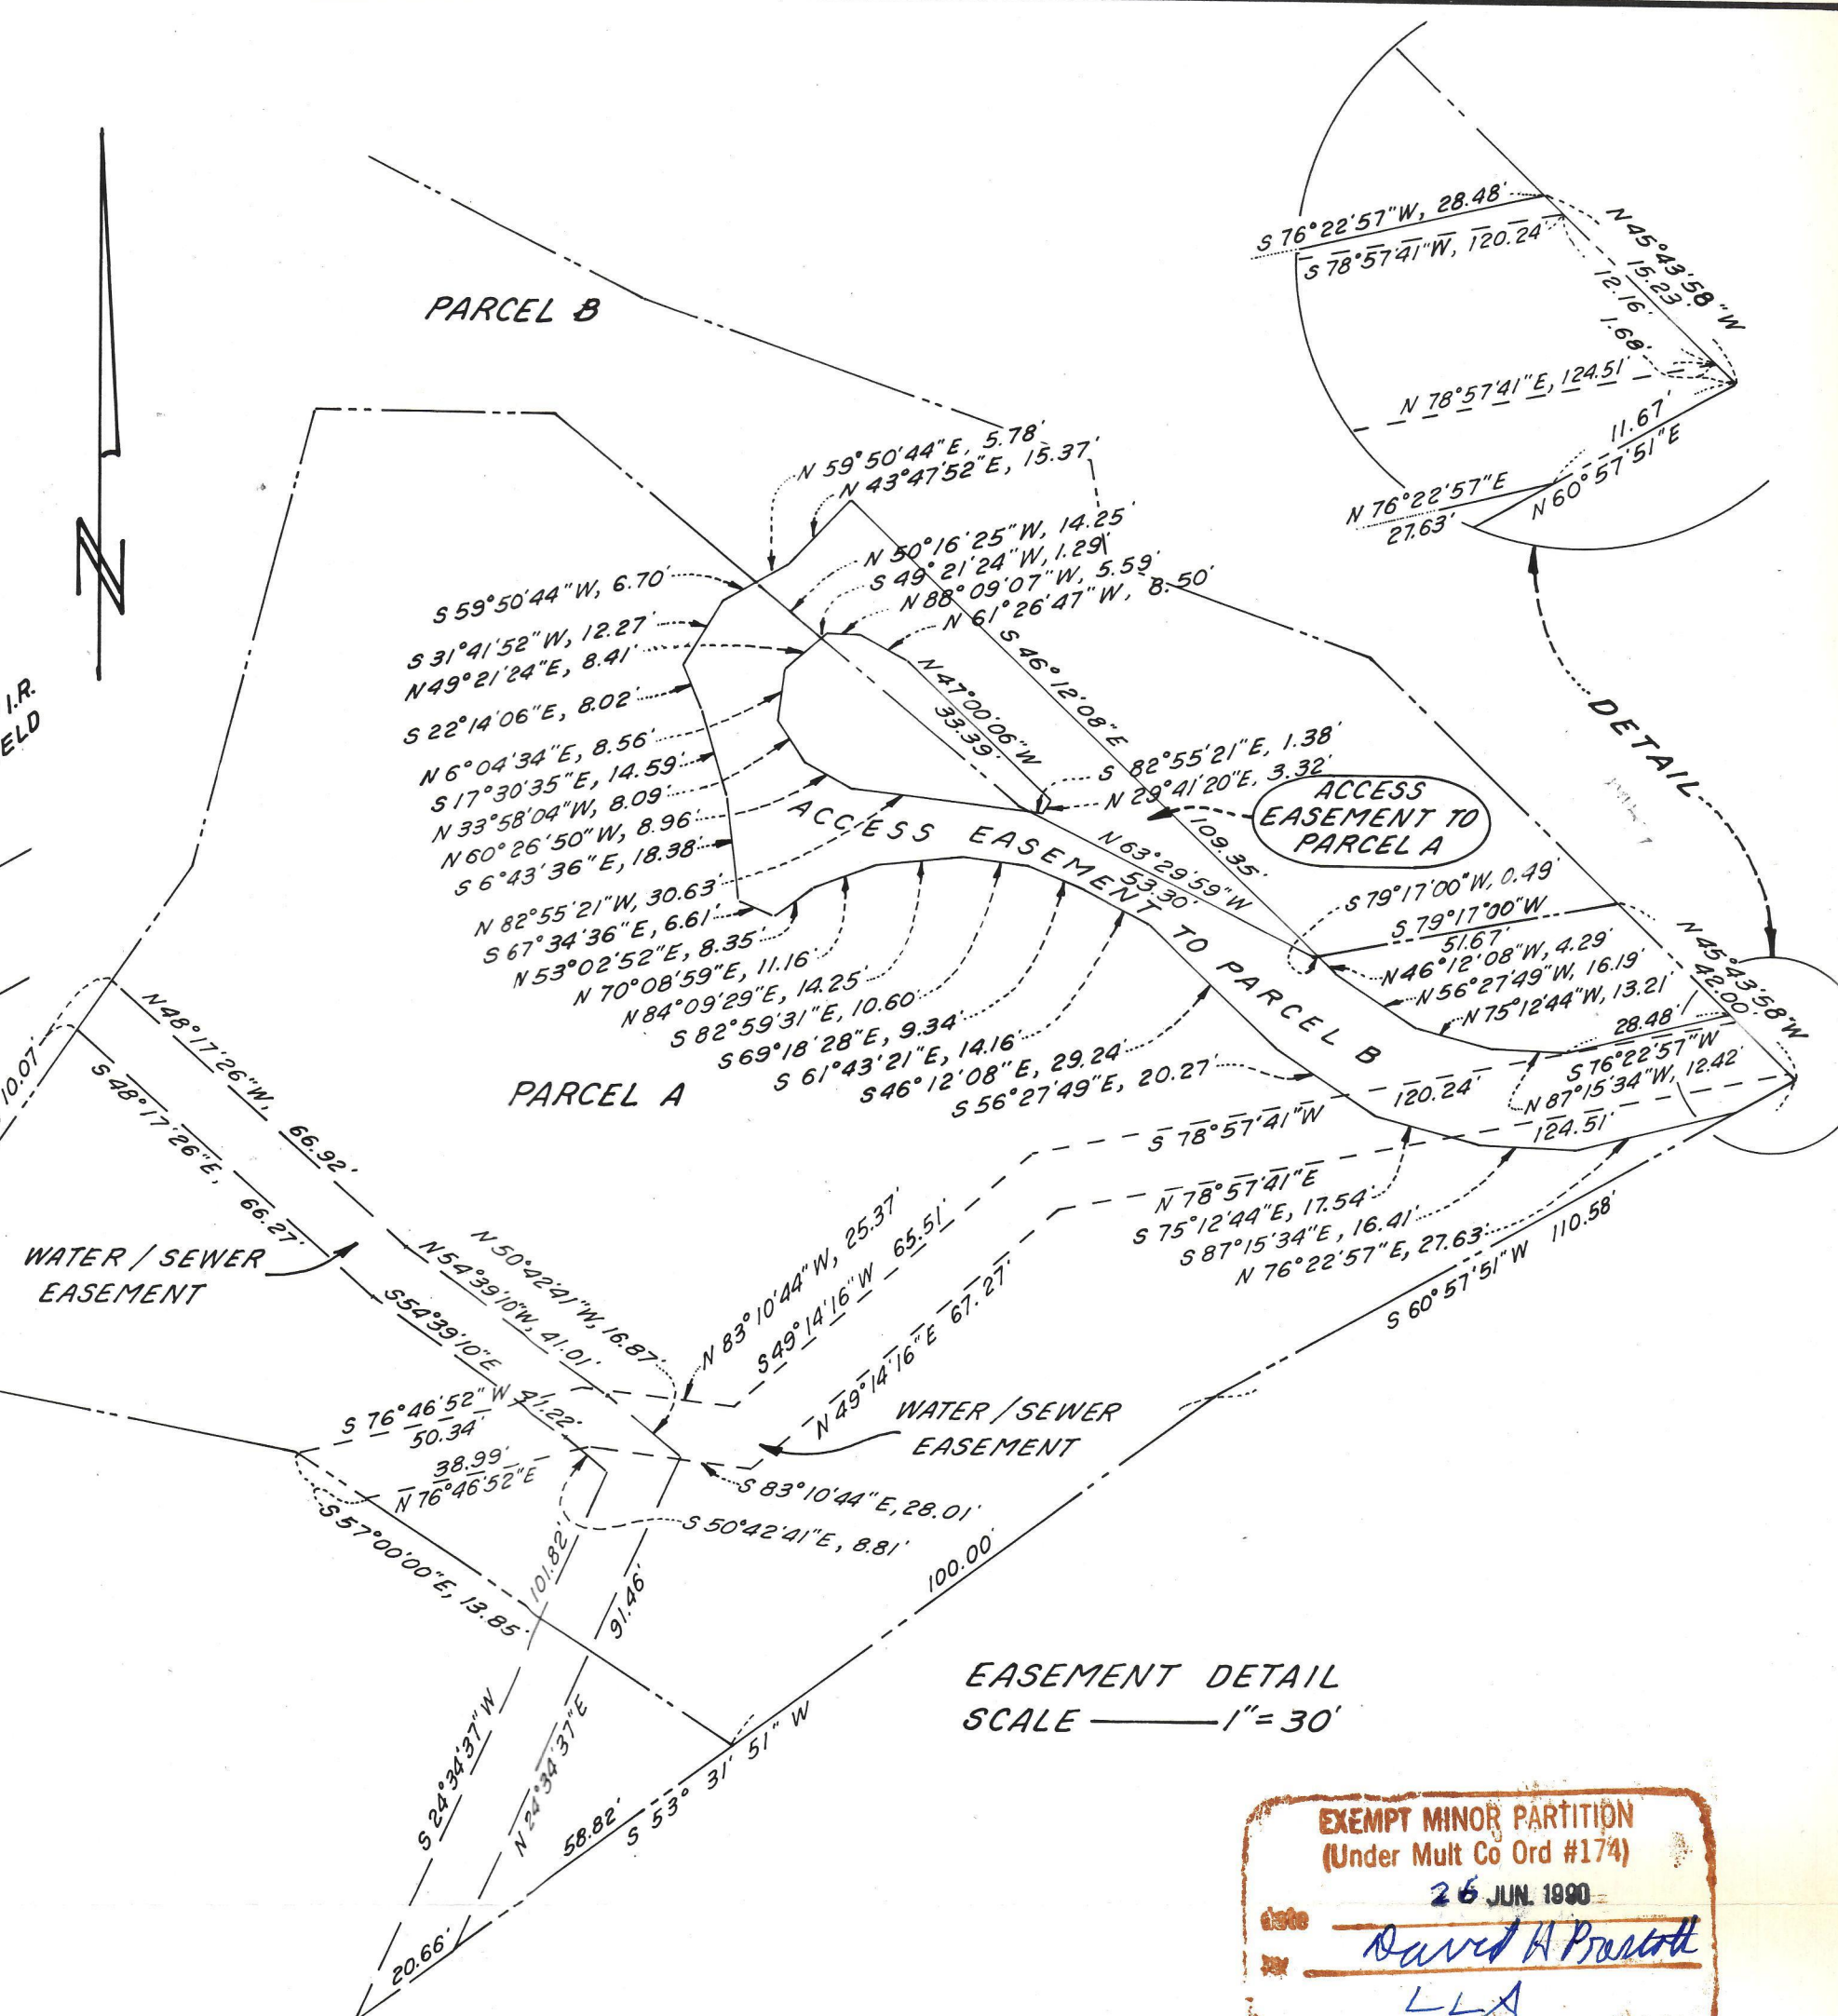 S 76°22'57"W, 28.48'
S 78°57'41"W, 120.24'
N 45°43'58"W
15.23'
12.16'
1.68'
N 78°57'41"E, 124.51'
11.67'
N 60°57'51"E
N 76°22'57"E
27.63'
DETAIL
PARCEL B
N
I.R.
ELD
N 59°50'44"E, 5.78'
N 43°47'52"E, 15.37'
N 50°16'25"W, 14.25'
S 49°21'24"W, 1.29'
N 88°09'07"W, 5.59'
N 61°26'47"W, 8.50'
S 59°50'44"W, 6.70'
S 31°41'52"W, 12.27'
N 49°21'24"E, 8.41'
S 22°14'06"E, 8.02'
N 6°04'34"E, 8.56'
S 17°30'35"E, 14.59'
N 33°58'04"W, 8.09'
N 60°26'50"W, 8.96'
S 6°43'36"E, 18.38'
N 82°55'21"W, 30.63'
S 67°34'36"E, 6.61'
N 53°02'52"E, 8.35'
N 70°08'59"E, 11.16'
N 84°09'29"E, 14.25'
S 82°59'31"E, 10.60'
S 69°18'28"E, 9.34'
S 61°43'21"E, 14.16'
S 46°12'08"E, 29.24'
S 56°27'49"E, 20.27'
N 47°00'06"W
33.39'
S 46°12'08"E
109.35'
S 82°55'21"E, 1.38'
N 29°41'20"E, 3.32'
ACCESS
EASEMENT TO
PARCEL A
ACCESS EASEMENT TO PARCEL B
N 63°29'59"W
53.30'
S 79°17'00"W, 0.49'
S 79°17'00"W
51.67'
N 46°12'08"W, 4.29'
N 56°27'49"W, 16.19'
N 75°12'44"W, 13.21'
28.48'
S 76°22'57"W
N 87°15'34"W, 12.42'
N 45°43'58"W
42.00'
120.24'
124.51'
S 78°57'41"W
N 78°57'41"E
S 75°12'44"E, 17.54'
S 87°15'34"E, 16.41'
N 76°22'57"E, 27.63'
S 60°57'51"W 110.58'
PARCEL A
10.07'
N 48°17'26"W, 66.92'
S 48°17'26"E, 66.27'
WATER / SEWER
EASEMENT
N 50°42'41"W, 16.87'
N 54°39'10"W, 41.01'
S 54°39'10"E
41.22'
N 83°10'44"W, 25.37'
S 49°14'16"W 65.51'
N 49°14'16"E 67.27'
S 76°46'52"W
50.34'
38.99'
N 76°46'52"E
WATER / SEWER
EASEMENT
S 83°10'44"E, 28.01'
S 50°42'41"E, 8.81'
S 57°00'00"E, 13.85'
101.82'
91.46'
100.00'
S 24°34'37"W
N 24°34'37"E
58.82'
S 53° 31' 51" W
20.66'
EASEMENT DETAIL
SCALE 1"= 30'
EXEMPT MINOR PARTITION
(Under Mult Co Ord #174)
26 JUN. 1990
date
David H Prescott
by
LLA